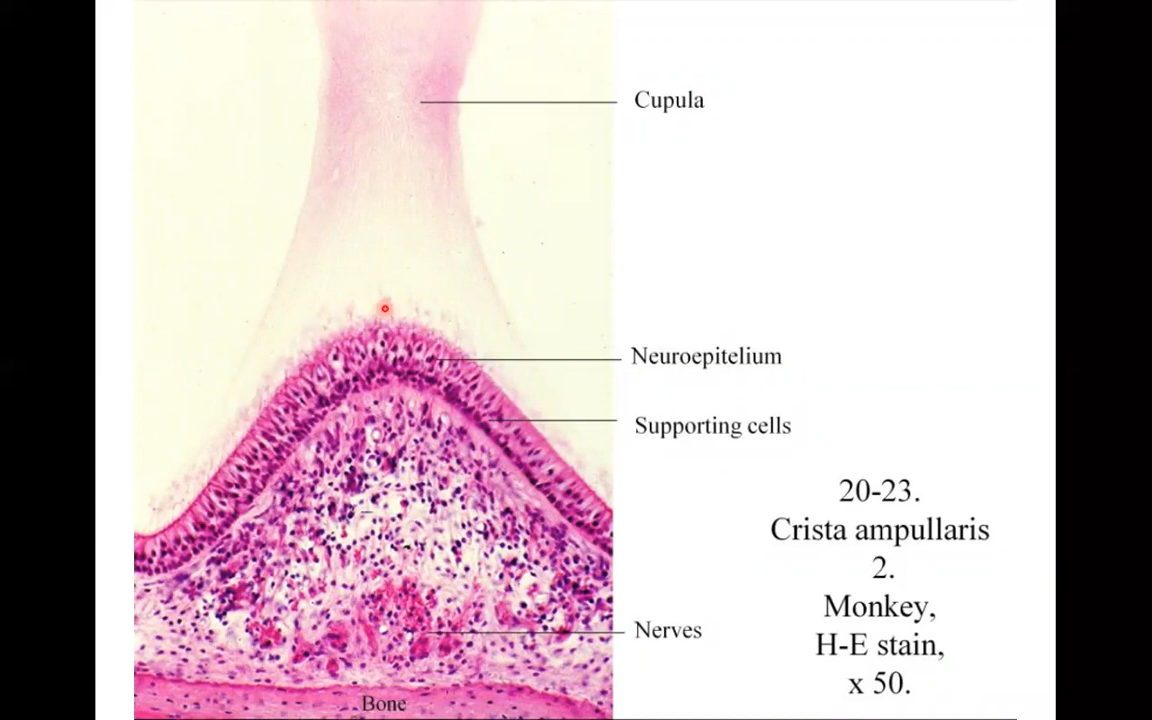 Cupula
Neuroepitelium
Supporting cells
20-23.
Crista ampullaris
2.
Monkey,
H-E stain,
x 50.
Nerves
Bone